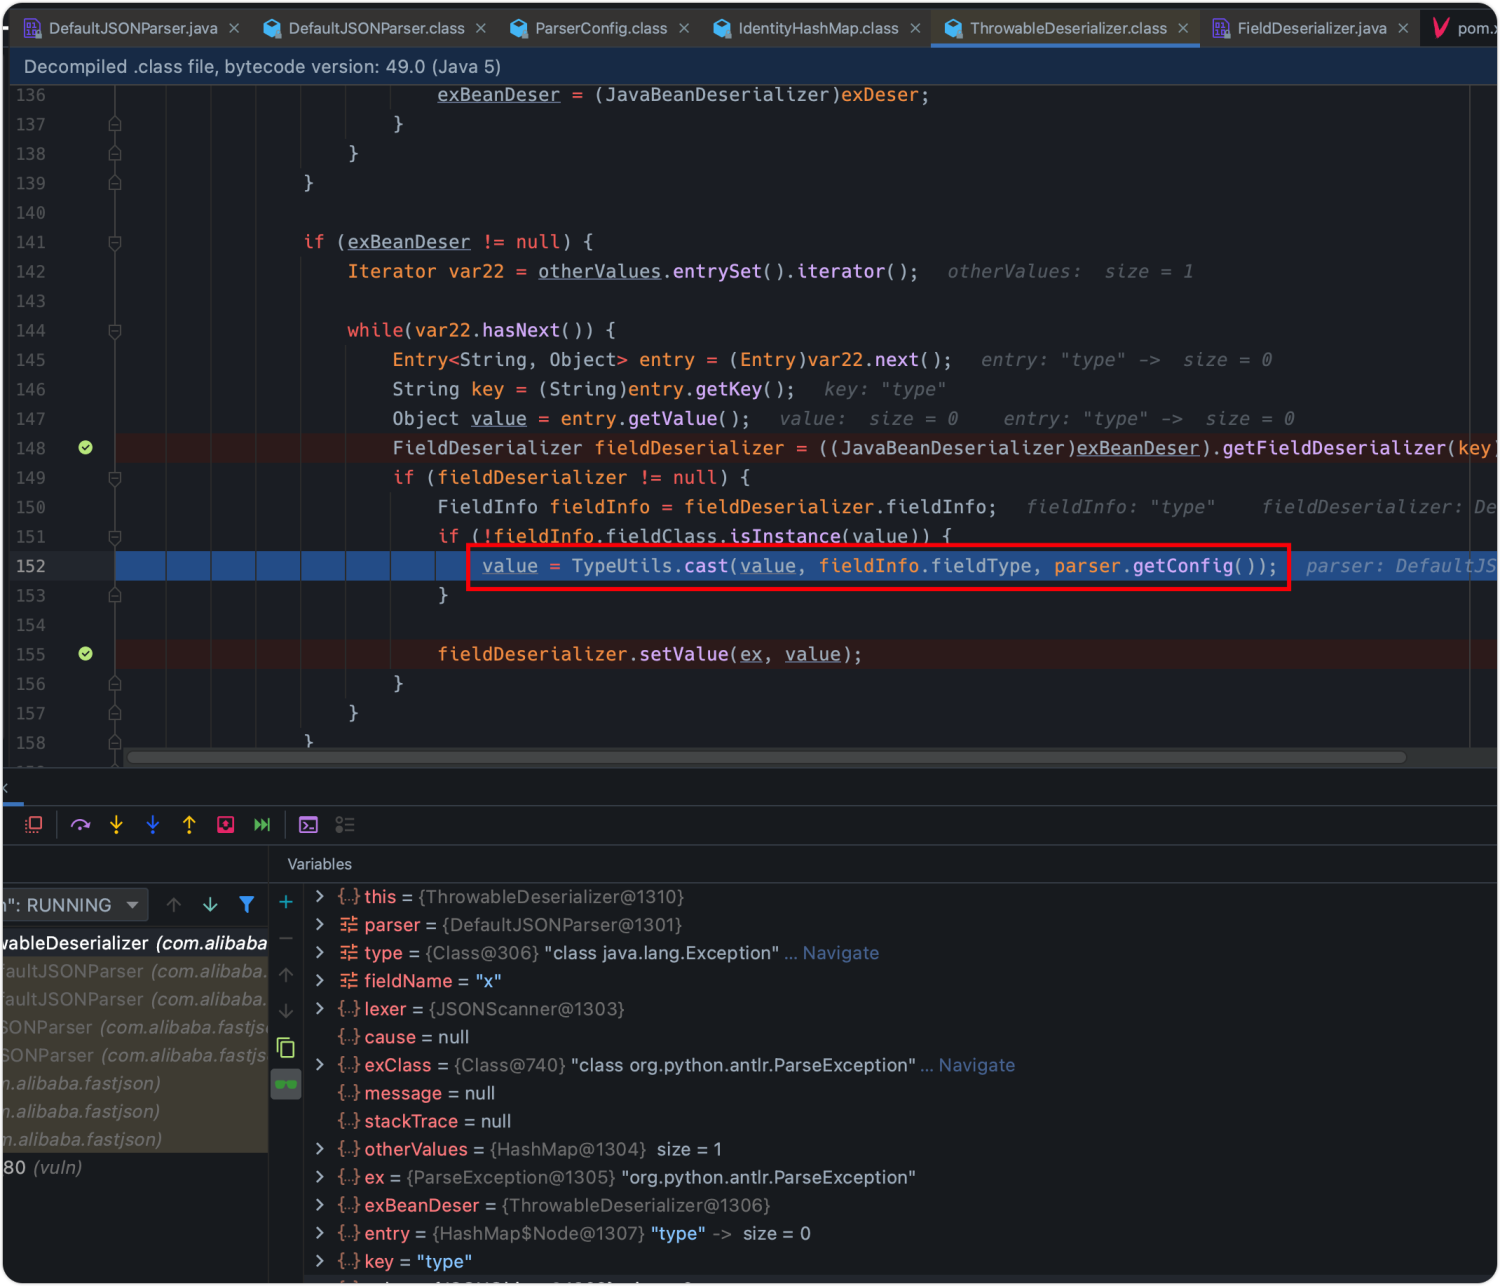 DefaultJSONParser.java × DefaultJSONParser.class × ParserConfig.class × IdentityHashMap.class × ThrowableDeserializer.class × FieldDeserializer.java ×
Decompiled .class file, bytecode version: 49.0 (Java 5)
136 exBeanDeser = (JavaBeanDeserializer)exDeser;
137 }
138 }
139 }
140
141 if (exBeanDeser != null) {
142 Iterator var22 = otherValues.entrySet().iterator(); otherValues: size = 1
143
144 while(var22.hasNext()) {
145 Entry<String, Object> entry = (Entry)var22.next(); entry: "type" -> size = 0
146 String key = (String)entry.getKey(); key: "type"
147 Object value = entry.getValue(); value: size = 0 entry: "type" -> size = 0
148 FieldDeserializer fieldDeserializer = ((JavaBeanDeserializer)exBeanDeser).getFieldDeserializer(key)
149 if (fieldDeserializer != null) {
150 FieldInfo fieldInfo = fieldDeserializer.fieldInfo; fieldInfo: "type" fieldDeserializer: De
151 if (!fieldInfo.fieldClass.isInstance(value)) {
152 value = TypeUtils.cast(value, fieldInfo.fieldType, parser.getConfig()); parser: DefaultJS
153 }
154
155 fieldDeserializer.setValue(ex, value);
156 }
157 }
158 }
Variables
": RUNNING
wableDeserializer (com.alibaba
faultJSONParser (com.alibaba.
faultJSONParser (com.alibaba.
SONParser (com.alibaba.fastjs
SONParser (com.alibaba.fastjs
m.alibaba.fastjson)
m.alibaba.fastjson)
m.alibaba.fastjson)
80 (vuln)
this = {ThrowableDeserializer@1310}
parser = {DefaultJSONParser@1301}
type = {Class@306} "class java.lang.Exception" ... Navigate
fieldName = "x"
lexer = {JSONScanner@1303}
cause = null
exClass = {Class@740} "class org.python.antlr.ParseException" ... Navigate
message = null
stackTrace = null
otherValues = {HashMap@1304} size = 1
ex = {ParseException@1305} "org.python.antlr.ParseException"
exBeanDeser = {ThrowableDeserializer@1306}
entry = {HashMap$Node@1307} "type" -> size = 0
key = "type"